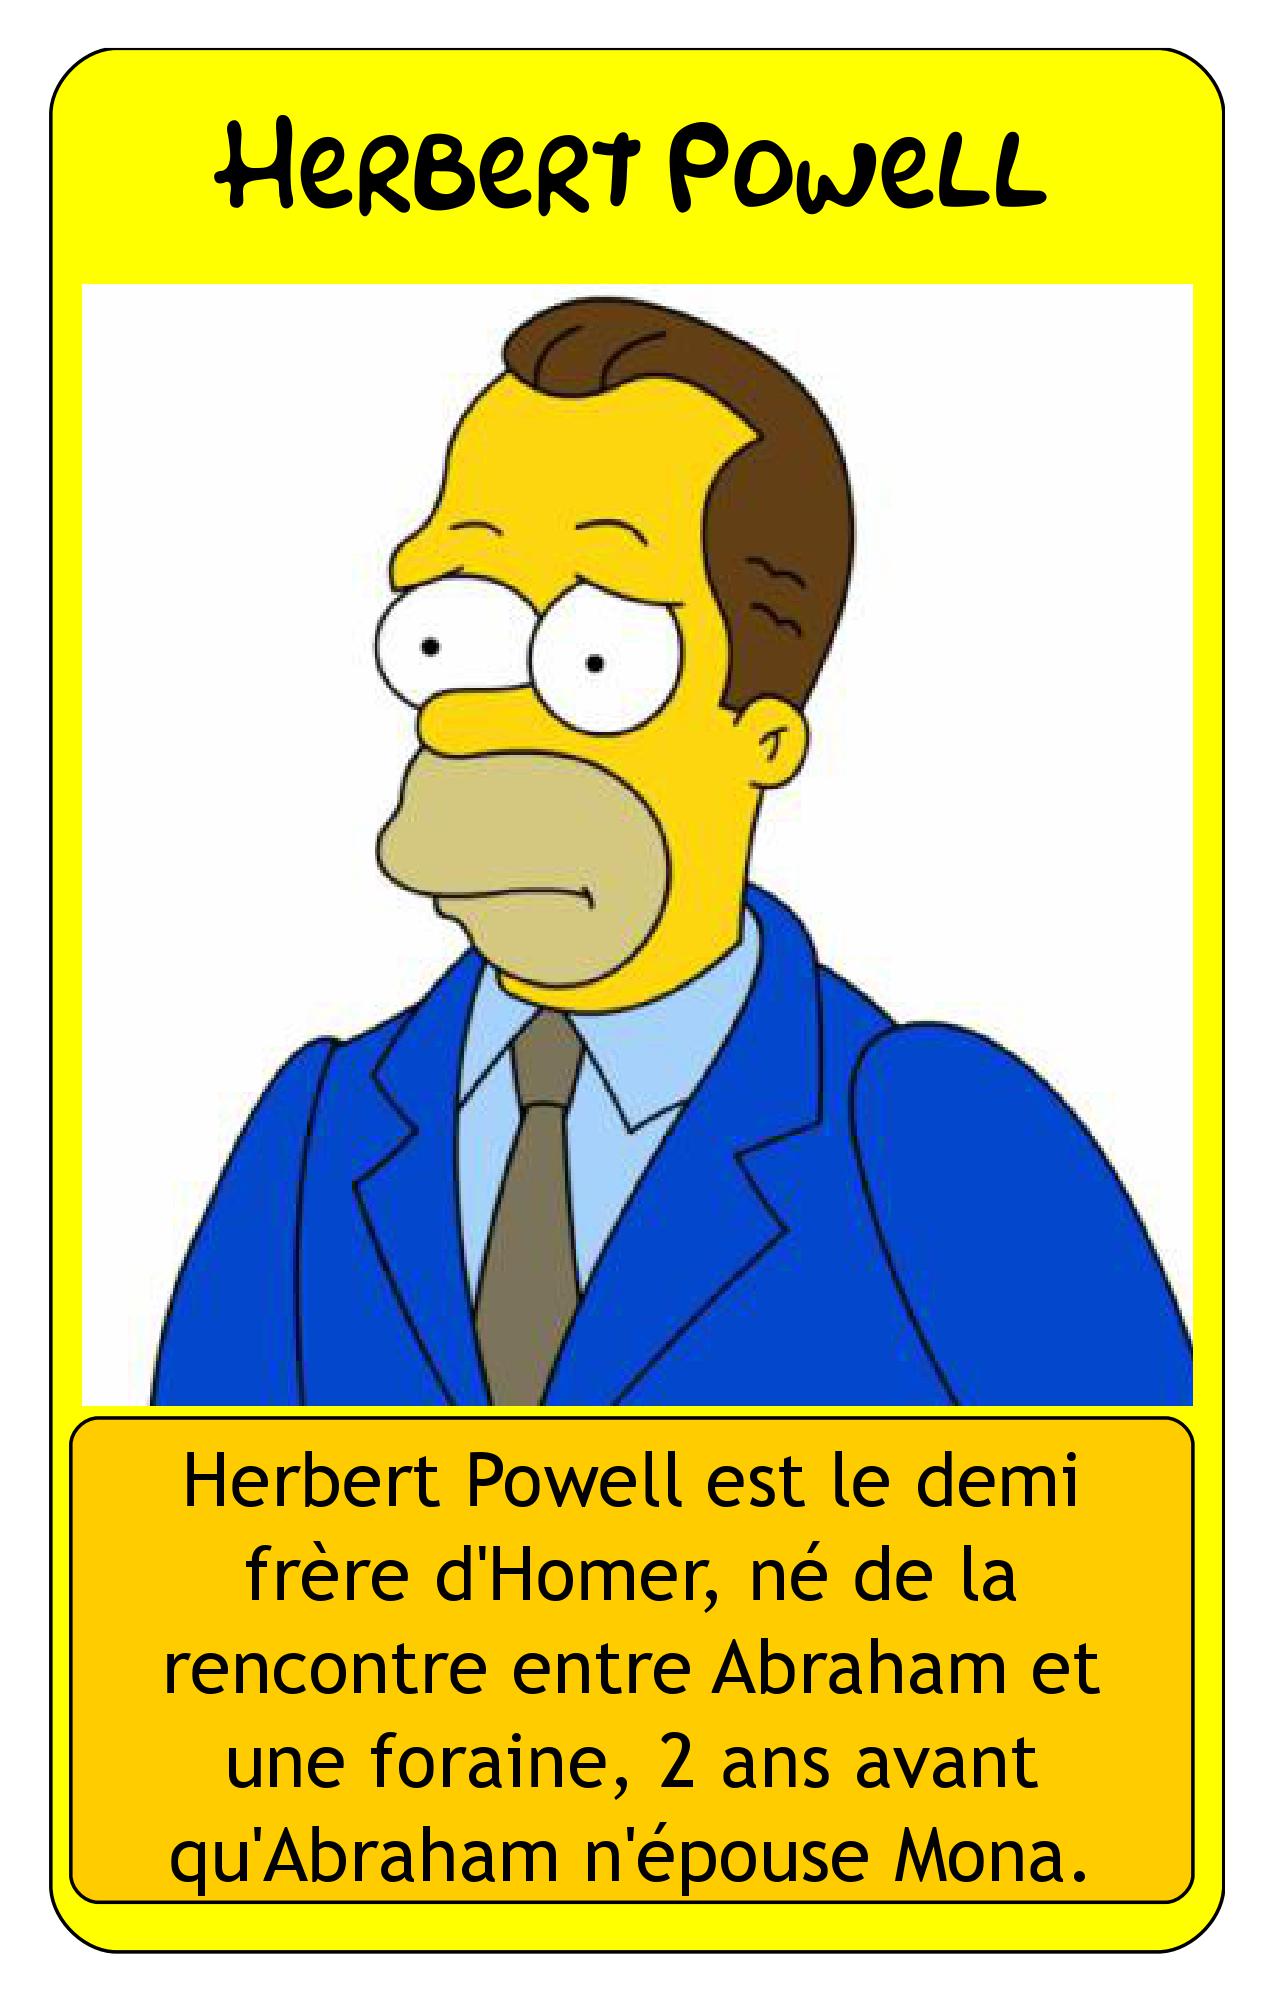 Herbert Powell
Herbert Powell est le demi
frère d'Homer, né de la
rencontre entre Abraham et
une foraine, 2 ans avant
qu'Abraham n'épouse Mona.